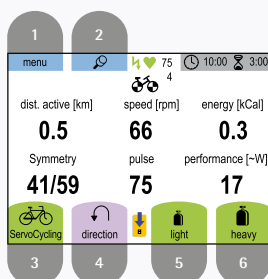 1 2
menu 75 10:00 3:00
4
dist. active [km] speed [rpm] energy [kCal]
0.5 66 0.3
Symmetry pulse performance [~W]
41/59 75 17
ServoCycling direction light heavy
3 4 5 6